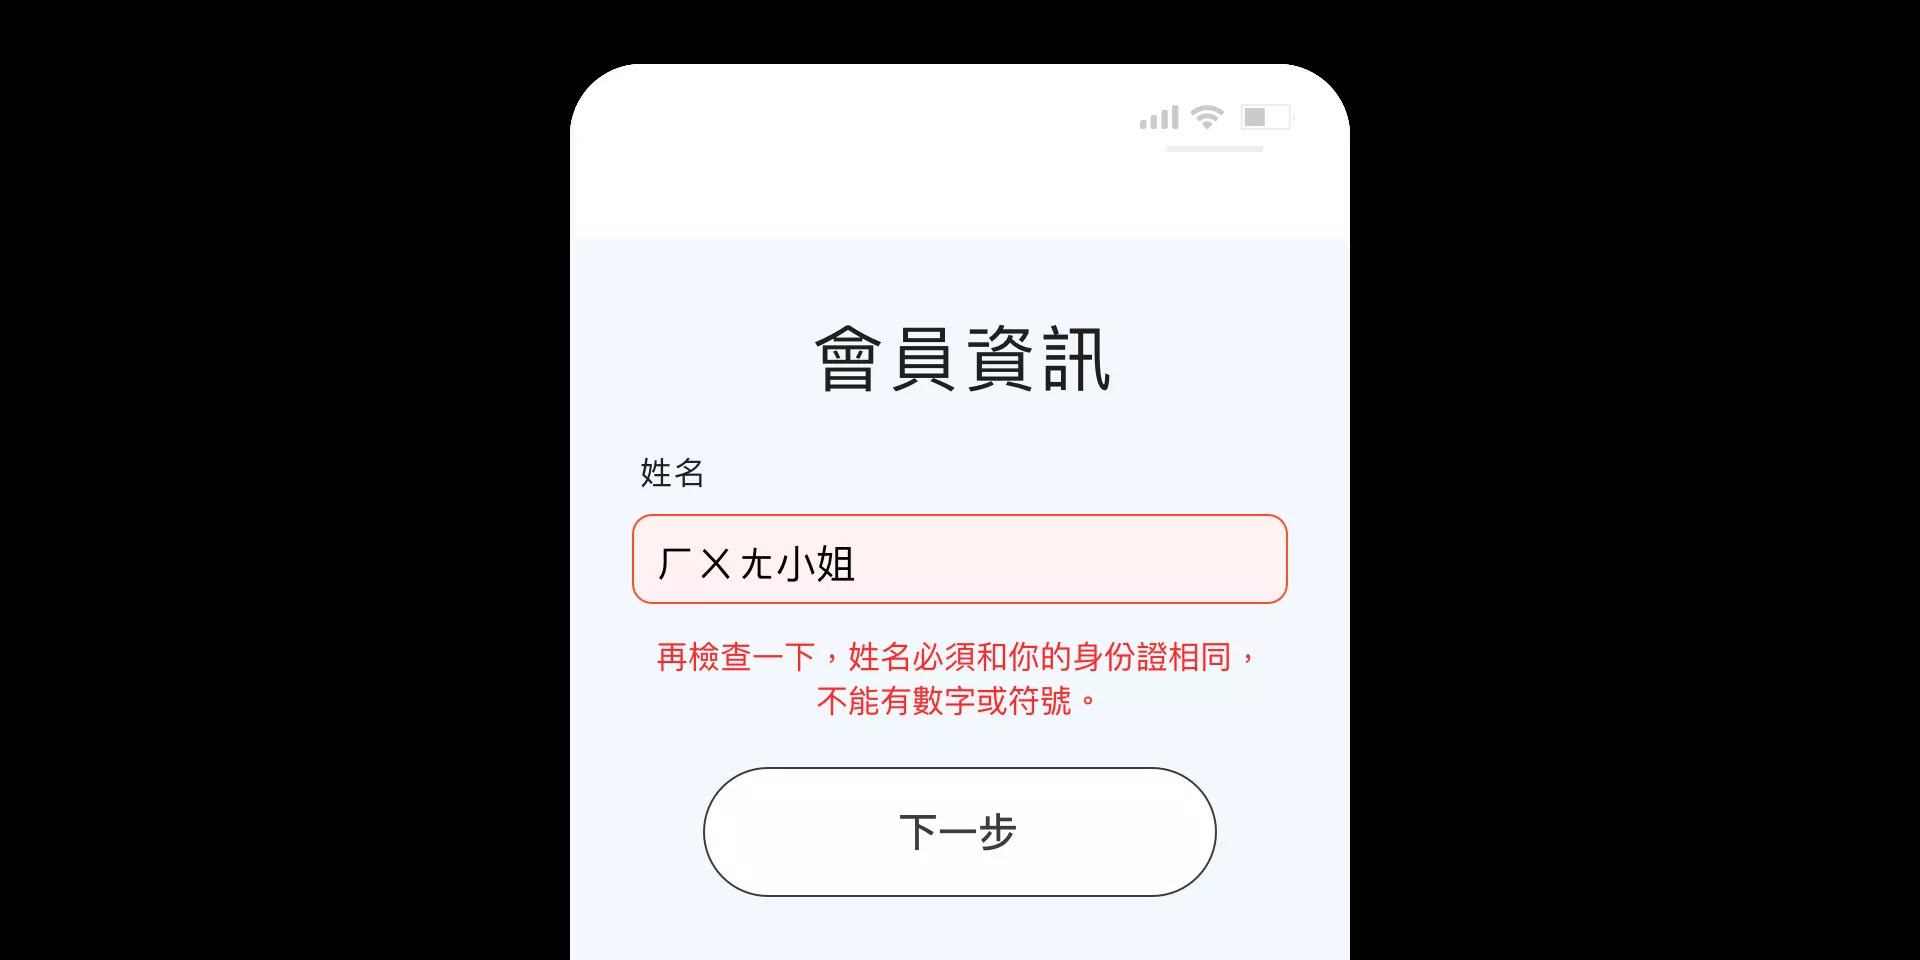 會員資訊
姓名
ㄏㄨㄤ小姐
再檢查一下，姓名必須和你的身份證相同，
不能有數字或符號。
下一步